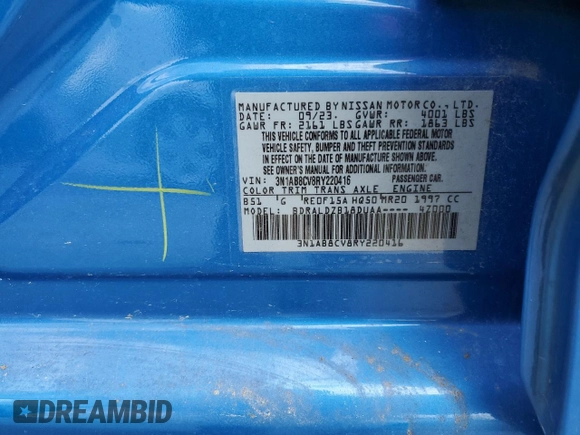 MANUFACTURED BY NISSAN MOTOR CO., LTD.
DATE: 09/23. GVWR: 4001 LBS
GAWR FR: 2161 LBS GAWR RR: 1863 LBS
THIS VEHICLE CONFORMS TO ALL APPLICABLE FEDERAL MOTOR
VEHICLE SAFETY, BUMPER AND THEFT PREVENTION STANDARDS
IN EFFECT ON THE DATE OF MANUFACTURE SHOWN ABOVE.
SEE OWNER'S MANUAL FOR ADDITIONAL INFORMATION
VIN: 3N1AB8CV8RY220416 PASSENGER CAR.
COLOR TRIM TRANS AXLE ENGINE
B51 'G 'RE0F15A HQ50 MR20 1997 CC
MODEL: BDRALDZB18DUAA---- 4Z000
3N1AB8CV8RY220416
DREAMBID